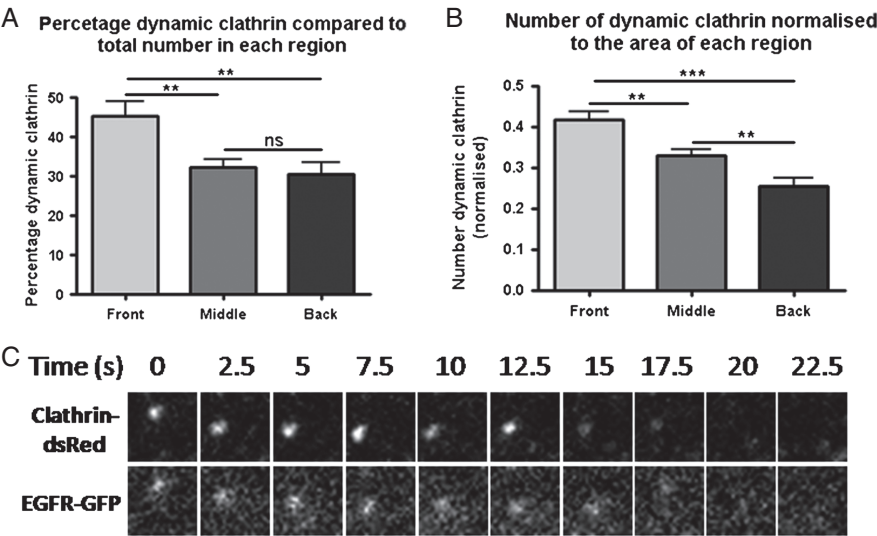 A
Percetage dynamic clathrin compared to
total number in each region
Percentage dynamic clathrin
50
40
30
20
10
0
**
**
ns
Front Middle Back
B
Number of dynamic clathrin normalised
to the area of each region
Number dynamic clathrin
(normalised)
0.5
0.4
0.3
0.2
0.1
0.0
***
**
**
Front Middle Back
C
Time (s) 0 2.5 5 7.5 10 12.5 15 17.5 20 22.5
Clathrin-
dsRed
EGFR-GFP